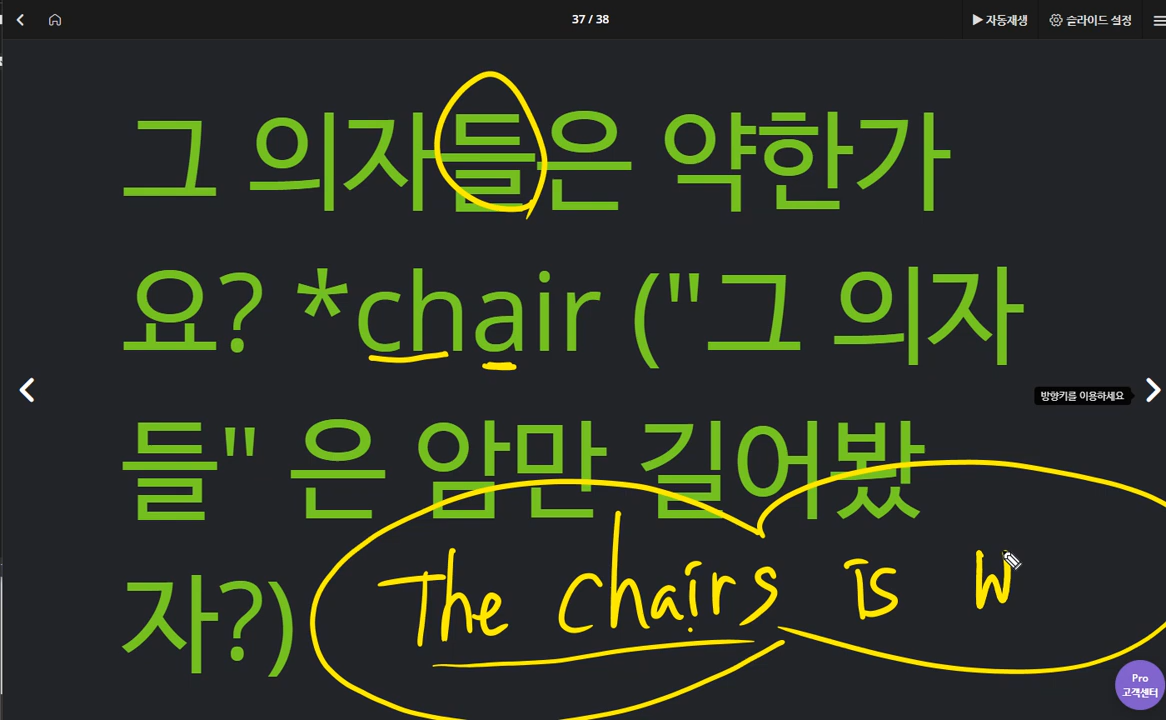 37 / 38
▶자동재생
슬라이드 설정
그 의자들은 약한가
요? *chair ("그 의자
방향키를 이용하세요
들" 은 암만 길어봤
자?)
The chairs is w
Pro
고객센터